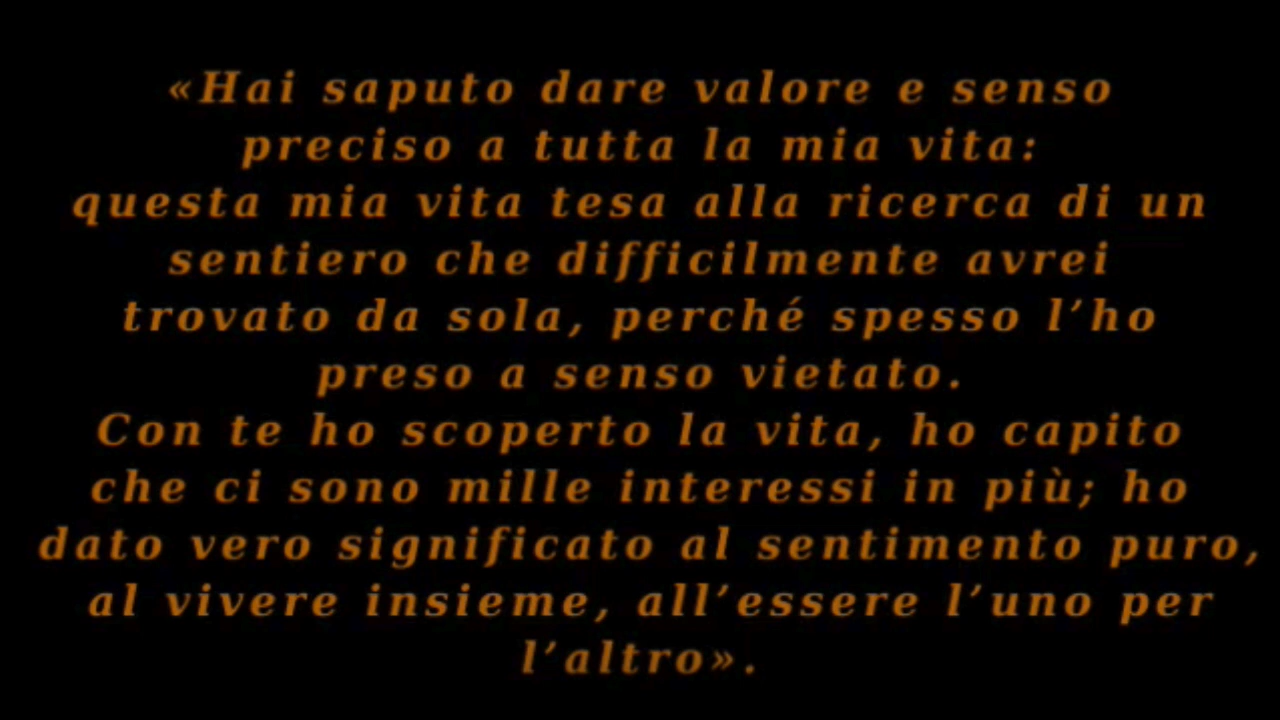 «Hai saputo dare valore e senso
preciso a tutta la mia vita:
questa mia vita tesa alla ricerca di un
sentiero che difficilmente avrei
trovato da sola, perché spesso l’ho
preso a senso vietato.
Con te ho scoperto la vita, ho capito
che ci sono mille interessi in più; ho
dato vero significato al sentimento puro,
al vivere insieme, all’essere l’uno per
l’altro».